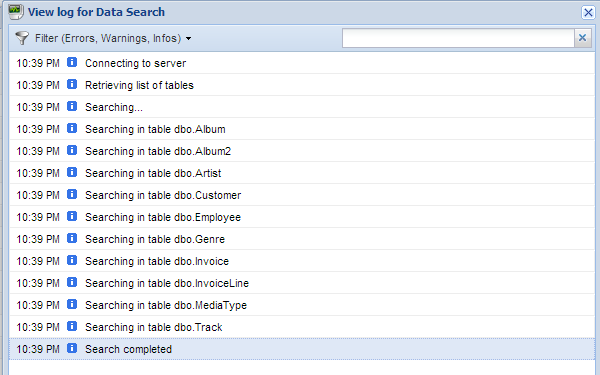 View log for Data Search
Filter (Errors, Warnings, Infos)
10:39 PM Connecting to server
10:39 PM Retrieving list of tables
10:39 PM Searching...
10:39 PM Searching in table dbo.Album
10:39 PM Searching in table dbo.Album2
10:39 PM Searching in table dbo.Artist
10:39 PM Searching in table dbo.Customer
10:39 PM Searching in table dbo.Employee
10:39 PM Searching in table dbo.Genre
10:39 PM Searching in table dbo.Invoice
10:39 PM Searching in table dbo.InvoiceLine
10:39 PM Searching in table dbo.MediaType
10:39 PM Searching in table dbo.Track
10:39 PM Search completed